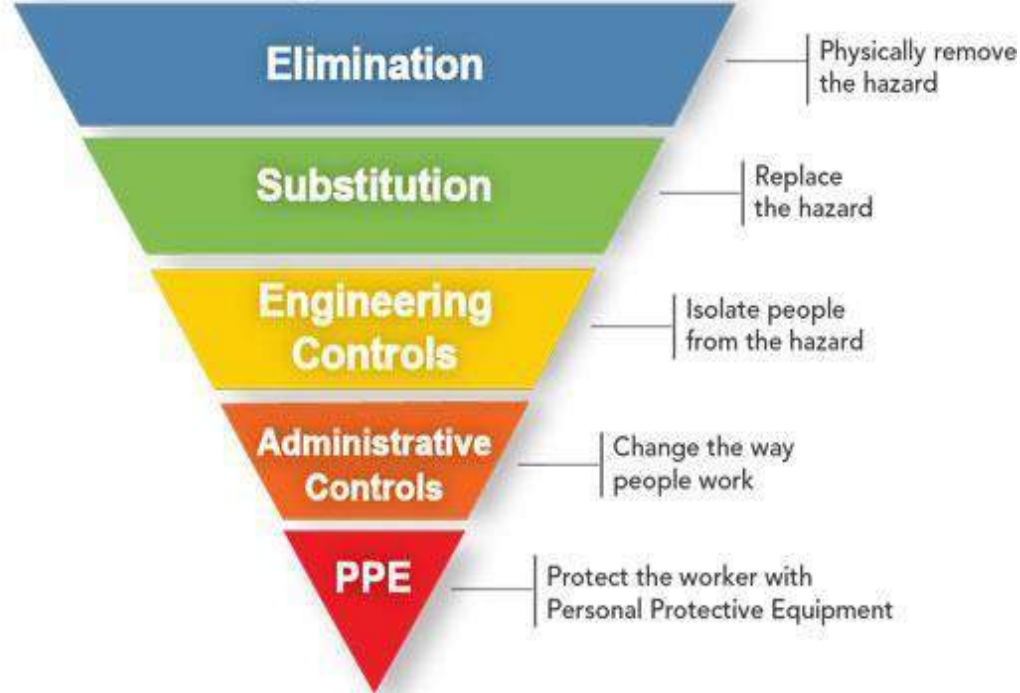 Elimination
Physically remove
the hazard
Substitution
Replace
the hazard
Engineering
Controls
Isolate people
from the hazard
Administrative
Controls
Change the way
people work
PPE
Protect the worker with
Personal Protective Equipment